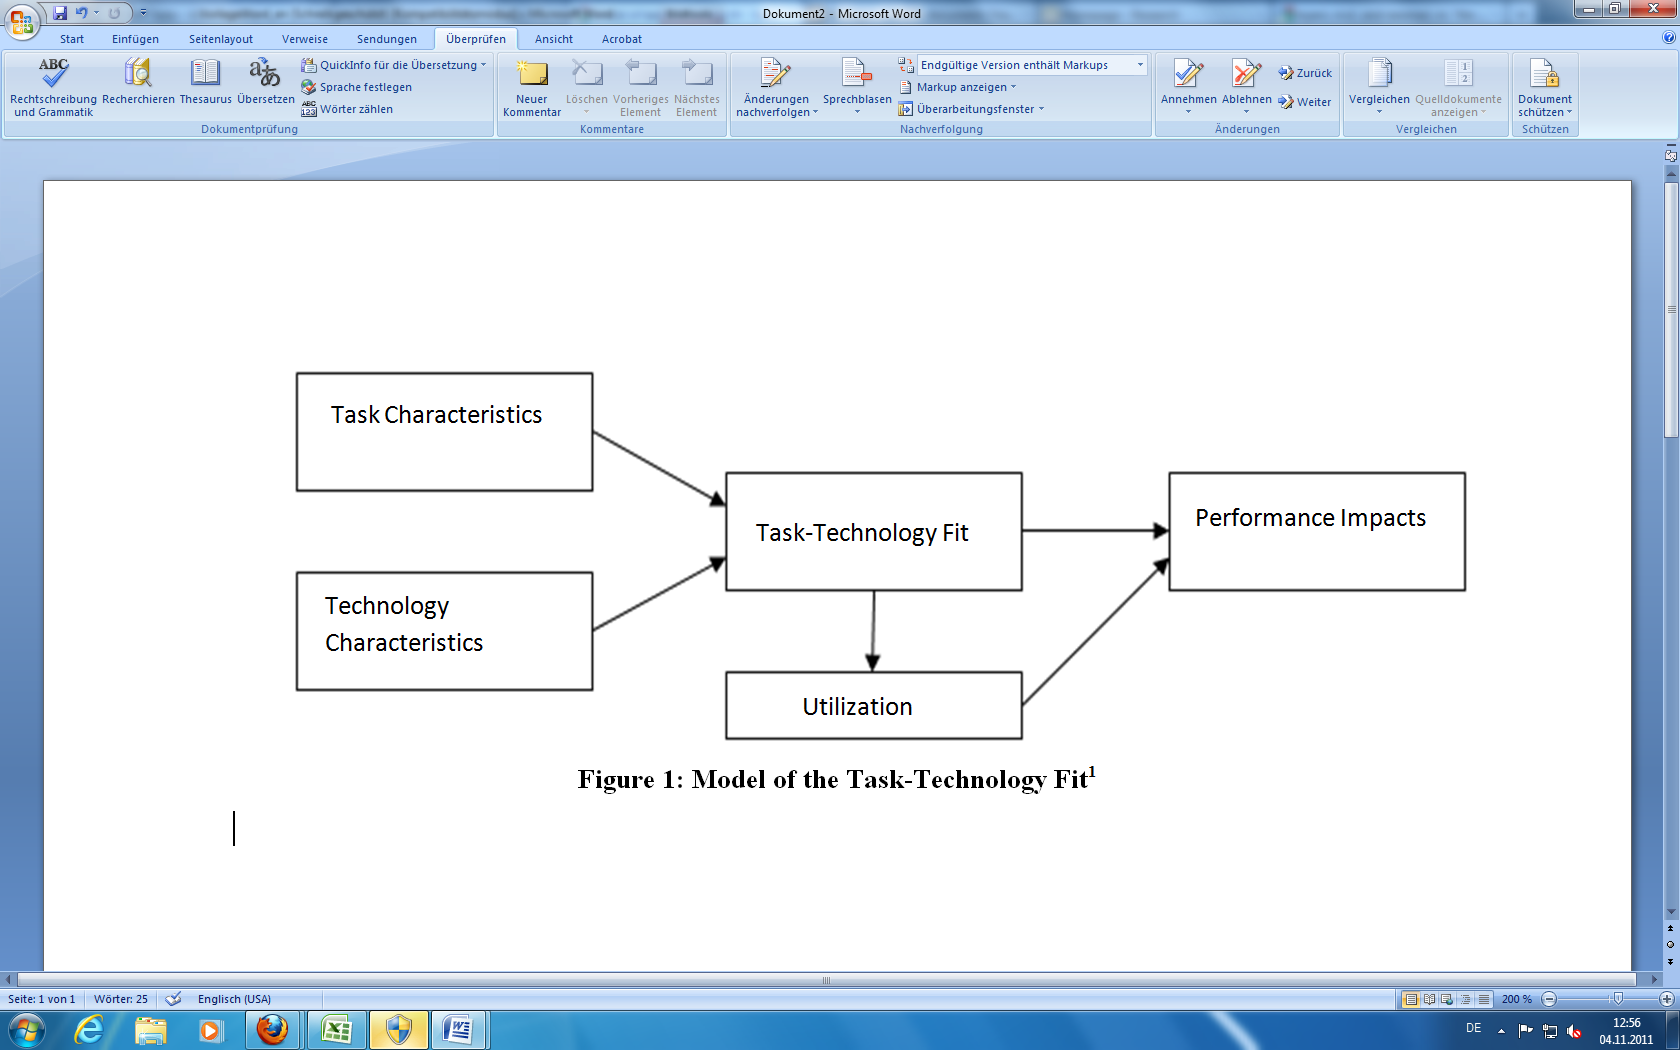 Dokument2 - Microsoft Word
Start Einfügen Seitenlayout Verweise Sendungen Überprüfen Ansicht Acrobat
ABC
Rechtschreibung
und Grammatik
Recherchieren
Thesaurus
Übersetzen
QuickInfo für die Übersetzung
Sprache festlegen
ABC
123
Wörter zählen
Dokumentprüfung
Neuer
Kommentar
Löschen
Vorheriges
Element
Nächstes
Element
Kommentare
Änderungen
nachverfolgen
Sprechblasen
Endgültige Version enthält Markups
Markup anzeigen
Überarbeitungsfenster
Nachverfolgung
Annehmen
Ablehnen
Zurück
Weiter
Änderungen
Vergleichen
Quelldokumente
anzeigen
Vergleichen
Dokument
schützen
Schützen
Task Characteristics
Technology
Characteristics
Task-Technology Fit
Utilization
Performance Impacts
Figure 1: Model of the Task-Technology Fit1
Seite: 1 von 1 Wörter: 25 Englisch (USA) 200 %
DE
12:56
04.11.2011